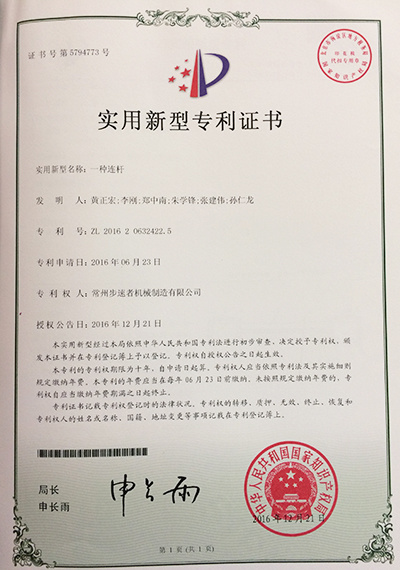 证书号第5794773号
实用新型专利证书
实用新型名称：一种连杆
发明人：黄正宏;李刚;郑中南;朱学锋;张建伟;孙仁龙
专利号：ZL 2016 2 0632422.5
专利申请日：2016年06月23日
专利权人：常州步速者机械制造有限公司
授权公告日：2016年12月21日
本实用新型经过本局依照中华人民共和国专利法进行初步审查，决定授予专利权，颁
发本证书并在专利登记簿上予以登记。专利权自授权公告之日起生效。
本专利的专利权期限为十年，自申请日起算。专利权人应当依照专利法及其实施细则
规定缴纳年费。本专利的年费应当在每年06月23日前缴纳。未按照规定缴纳年费的，专
利权自应当缴纳年费期满之日起终止。
专利证书记载专利权登记时的法律状况。专利权的转移、质押、无效、终止、恢复和
专利权人的姓名或名称、国籍、地址变更等事项记载在专利登记簿上。
局长
申长雨
申长雨
中华人民共和国国家知识产权局
2016年12月21日
第1页(共1页)